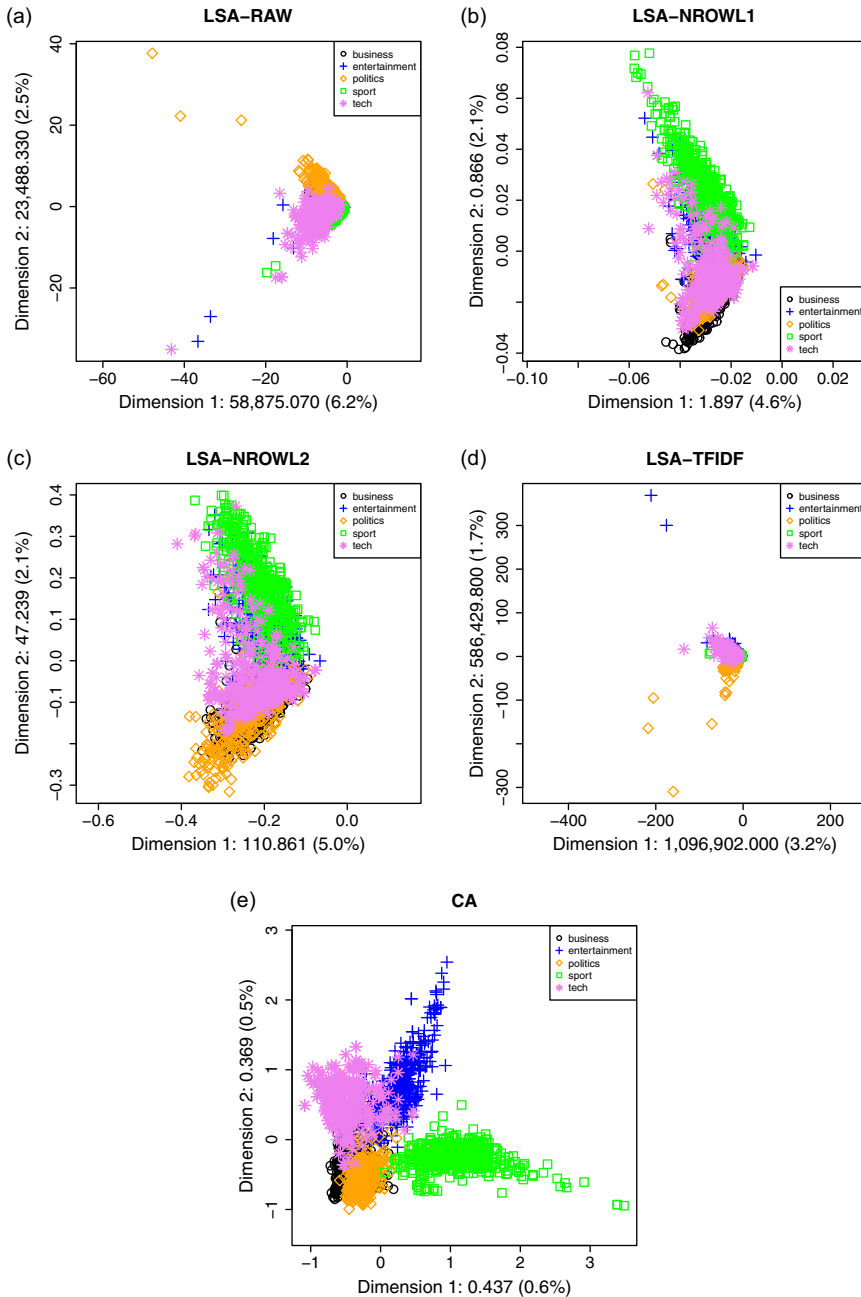 (a)
LSA−RAW
40
20
0
−20
−60
−40
−20
0
Dimension 2: 23,488.330 (2.5%)
Dimension 1: 58,875.070 (6.2%)
business
entertainment
politics
sport
tech
(b)
LSA−NROWL1
0.08
0.06
0.04
0.02
0.00
−0.04
−0.10
−0.06
−0.02
0.00
0.02
Dimension 2: 0.866 (2.1%)
Dimension 1: 1.897 (4.6%)
business
entertainment
politics
sport
tech
(c)
LSA−NROWL2
0.4
0.3
0.2
0.1
0.0
−0.1
−0.3
−0.6
−0.4
−0.2
0.0
Dimension 2: 47.239 (2.1%)
Dimension 1: 110.861 (5.0%)
business
entertainment
politics
sport
tech
(d)
LSA−TFIDF
300
200
100
0
−100
−300
−400
−200
0
200
Dimension 2: 586,429.800 (1.7%)
Dimension 1: 1,096,902.000 (3.2%)
business
entertainment
politics
sport
tech
(e)
CA
3
2
1
0
−1
−1
0
1
2
3
Dimension 2: 0.369 (0.5%)
Dimension 1: 0.437 (0.6%)
business
entertainment
politics
sport
tech